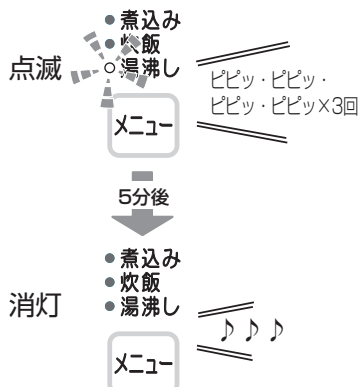 煮込み
炊飯
点滅 湯沸し
ピピッ・ピピッ・
ピピッ・ピピッ×3回
メニュー
5分後
煮込み
炊飯
消灯 湯沸し
♪♪♪
メニュー